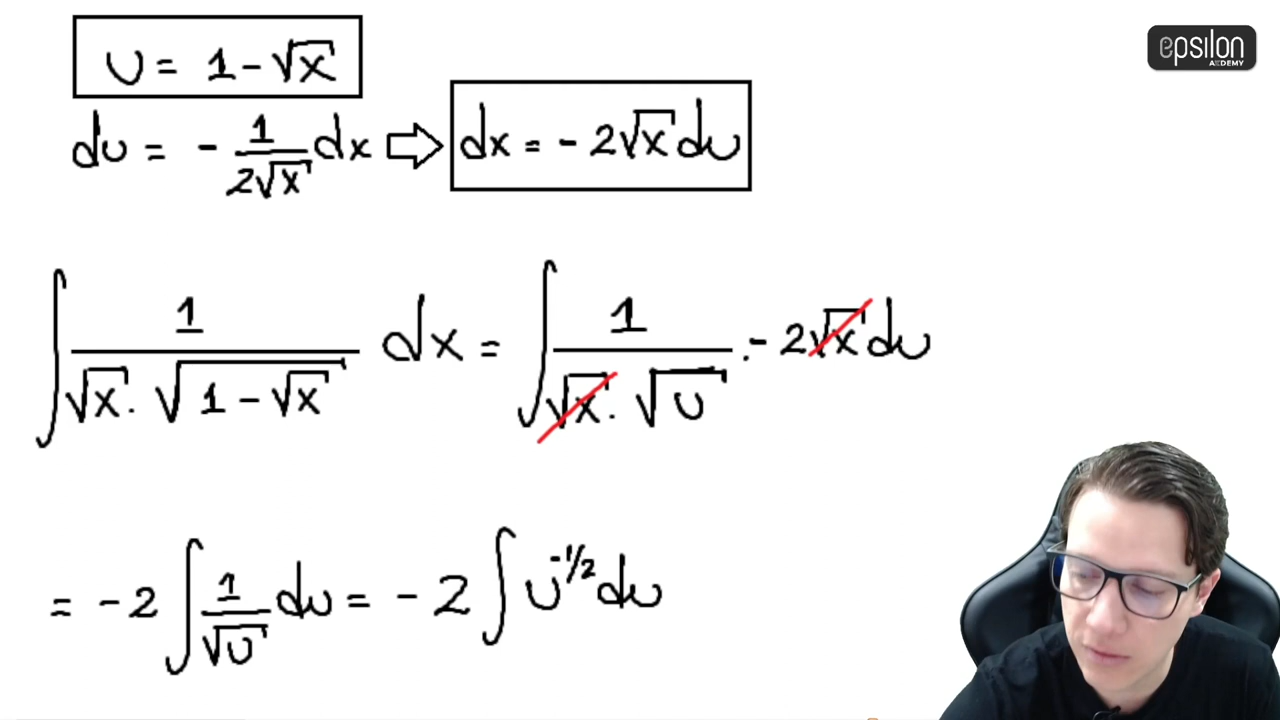 epsilon
ACADEMY
U = 1 - √x
du = - 1/(2√x) dx ⇒ dx = - 2√x du
∫ 1/(√x · √(1 - √x)) dx = ∫ 1/(√x · √U) · - 2√x du
= - 2 ∫ 1/√U du = - 2 ∫ U^(-1/2) du